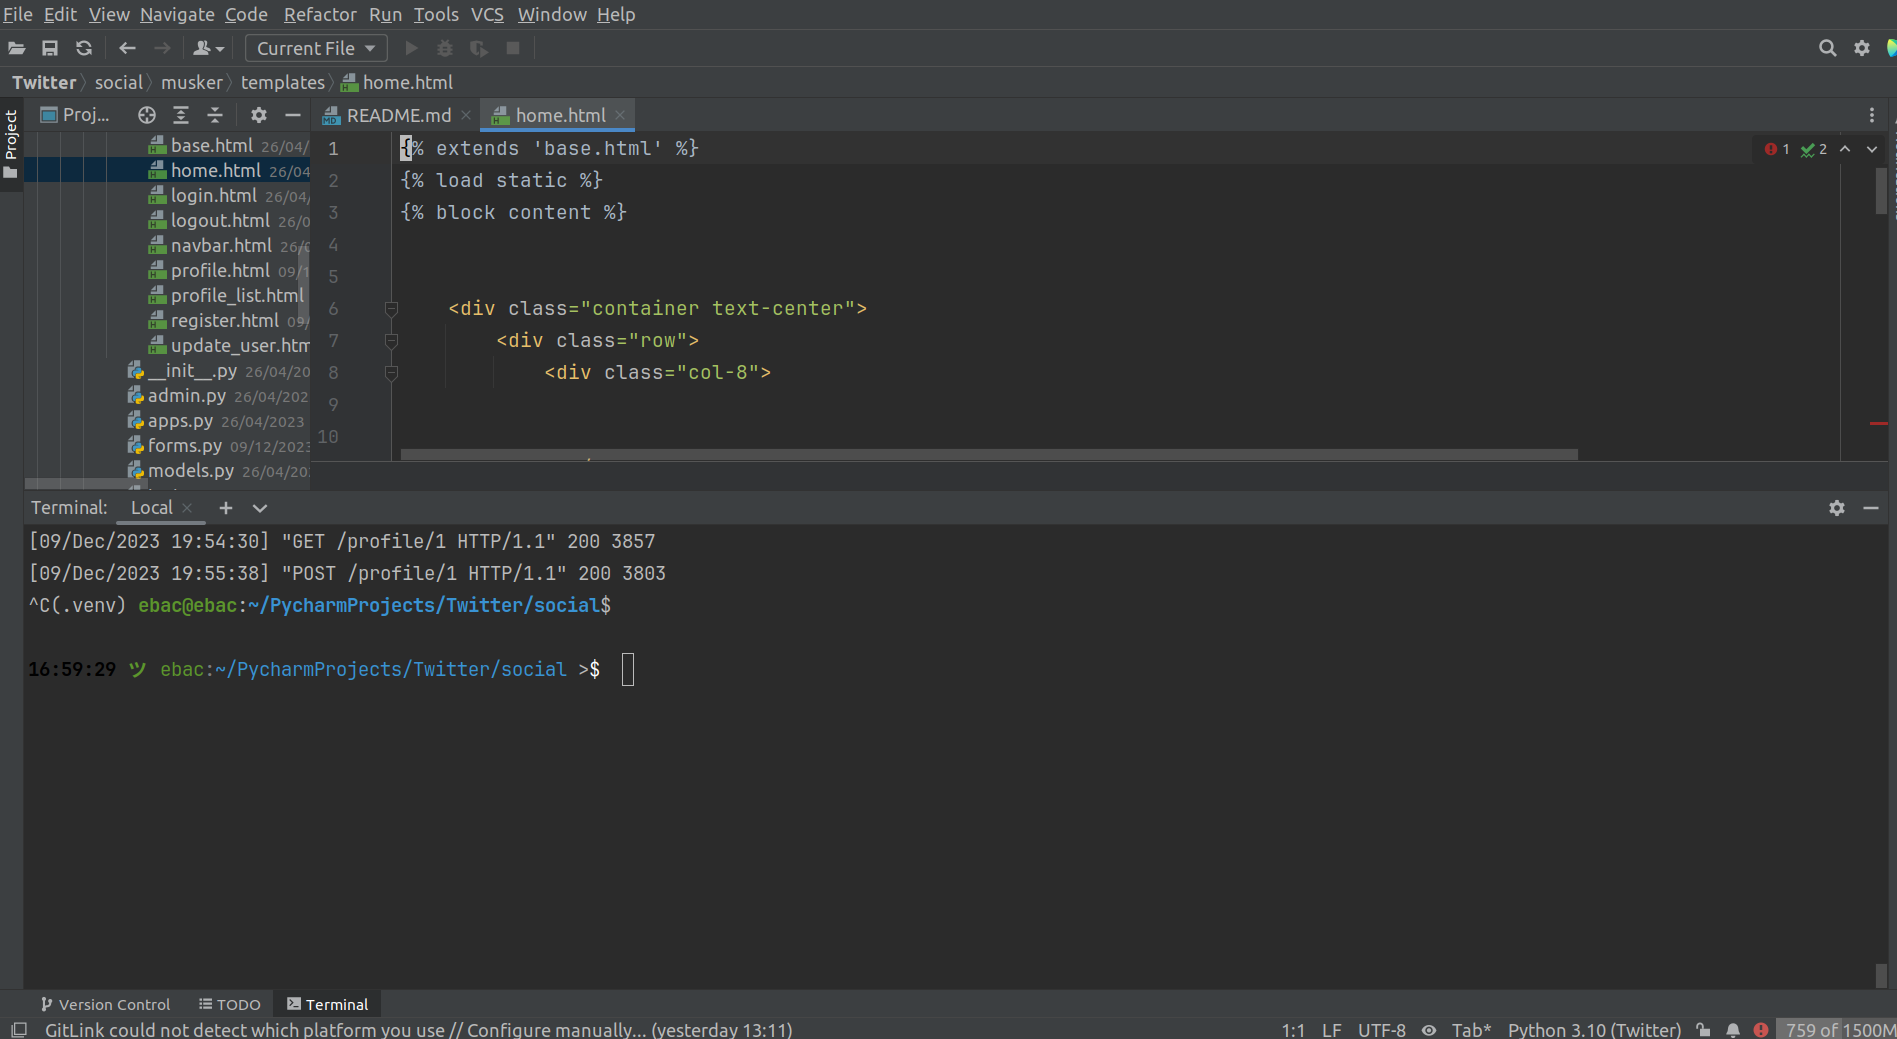 File Edit View Navigate Code Refactor Run Tools VCS Window Help
Current File
Twitter social musker templates home.html
Project
Proj...
README.md
home.html
base.html 26/04/
home.html 26/04
login.html 26/04/
logout.html 26/0
navbar.html 26/0
profile.html 09/1
profile_list.html
register.html 09/
update_user.htm
__init__.py 26/04/20
admin.py 26/04/202
apps.py 26/04/2023
forms.py 09/12/2023
models.py 26/04/20
1 {% extends 'base.html' %}
1 2
2 {% load static %}
3 {% block content %}
4
5
6 <div class="container text-center">
7 <div class="row">
8 <div class="col-8">
9
10
Terminal: Local
[09/Dec/2023 19:54:30] "GET /profile/1 HTTP/1.1" 200 3857
[09/Dec/2023 19:55:38] "POST /profile/1 HTTP/1.1" 200 3803
^C(.venv) ebac@ebac:~/PycharmProjects/Twitter/social$
16:59:29 ツ ebac:~/PycharmProjects/Twitter/social >$
Version Control TODO Terminal
GitLink could not detect which platform you use // Configure manually... (yesterday 13:11)
1:1 LF UTF-8 Tab* Python 3.10 (Twitter) 759 of 1500M